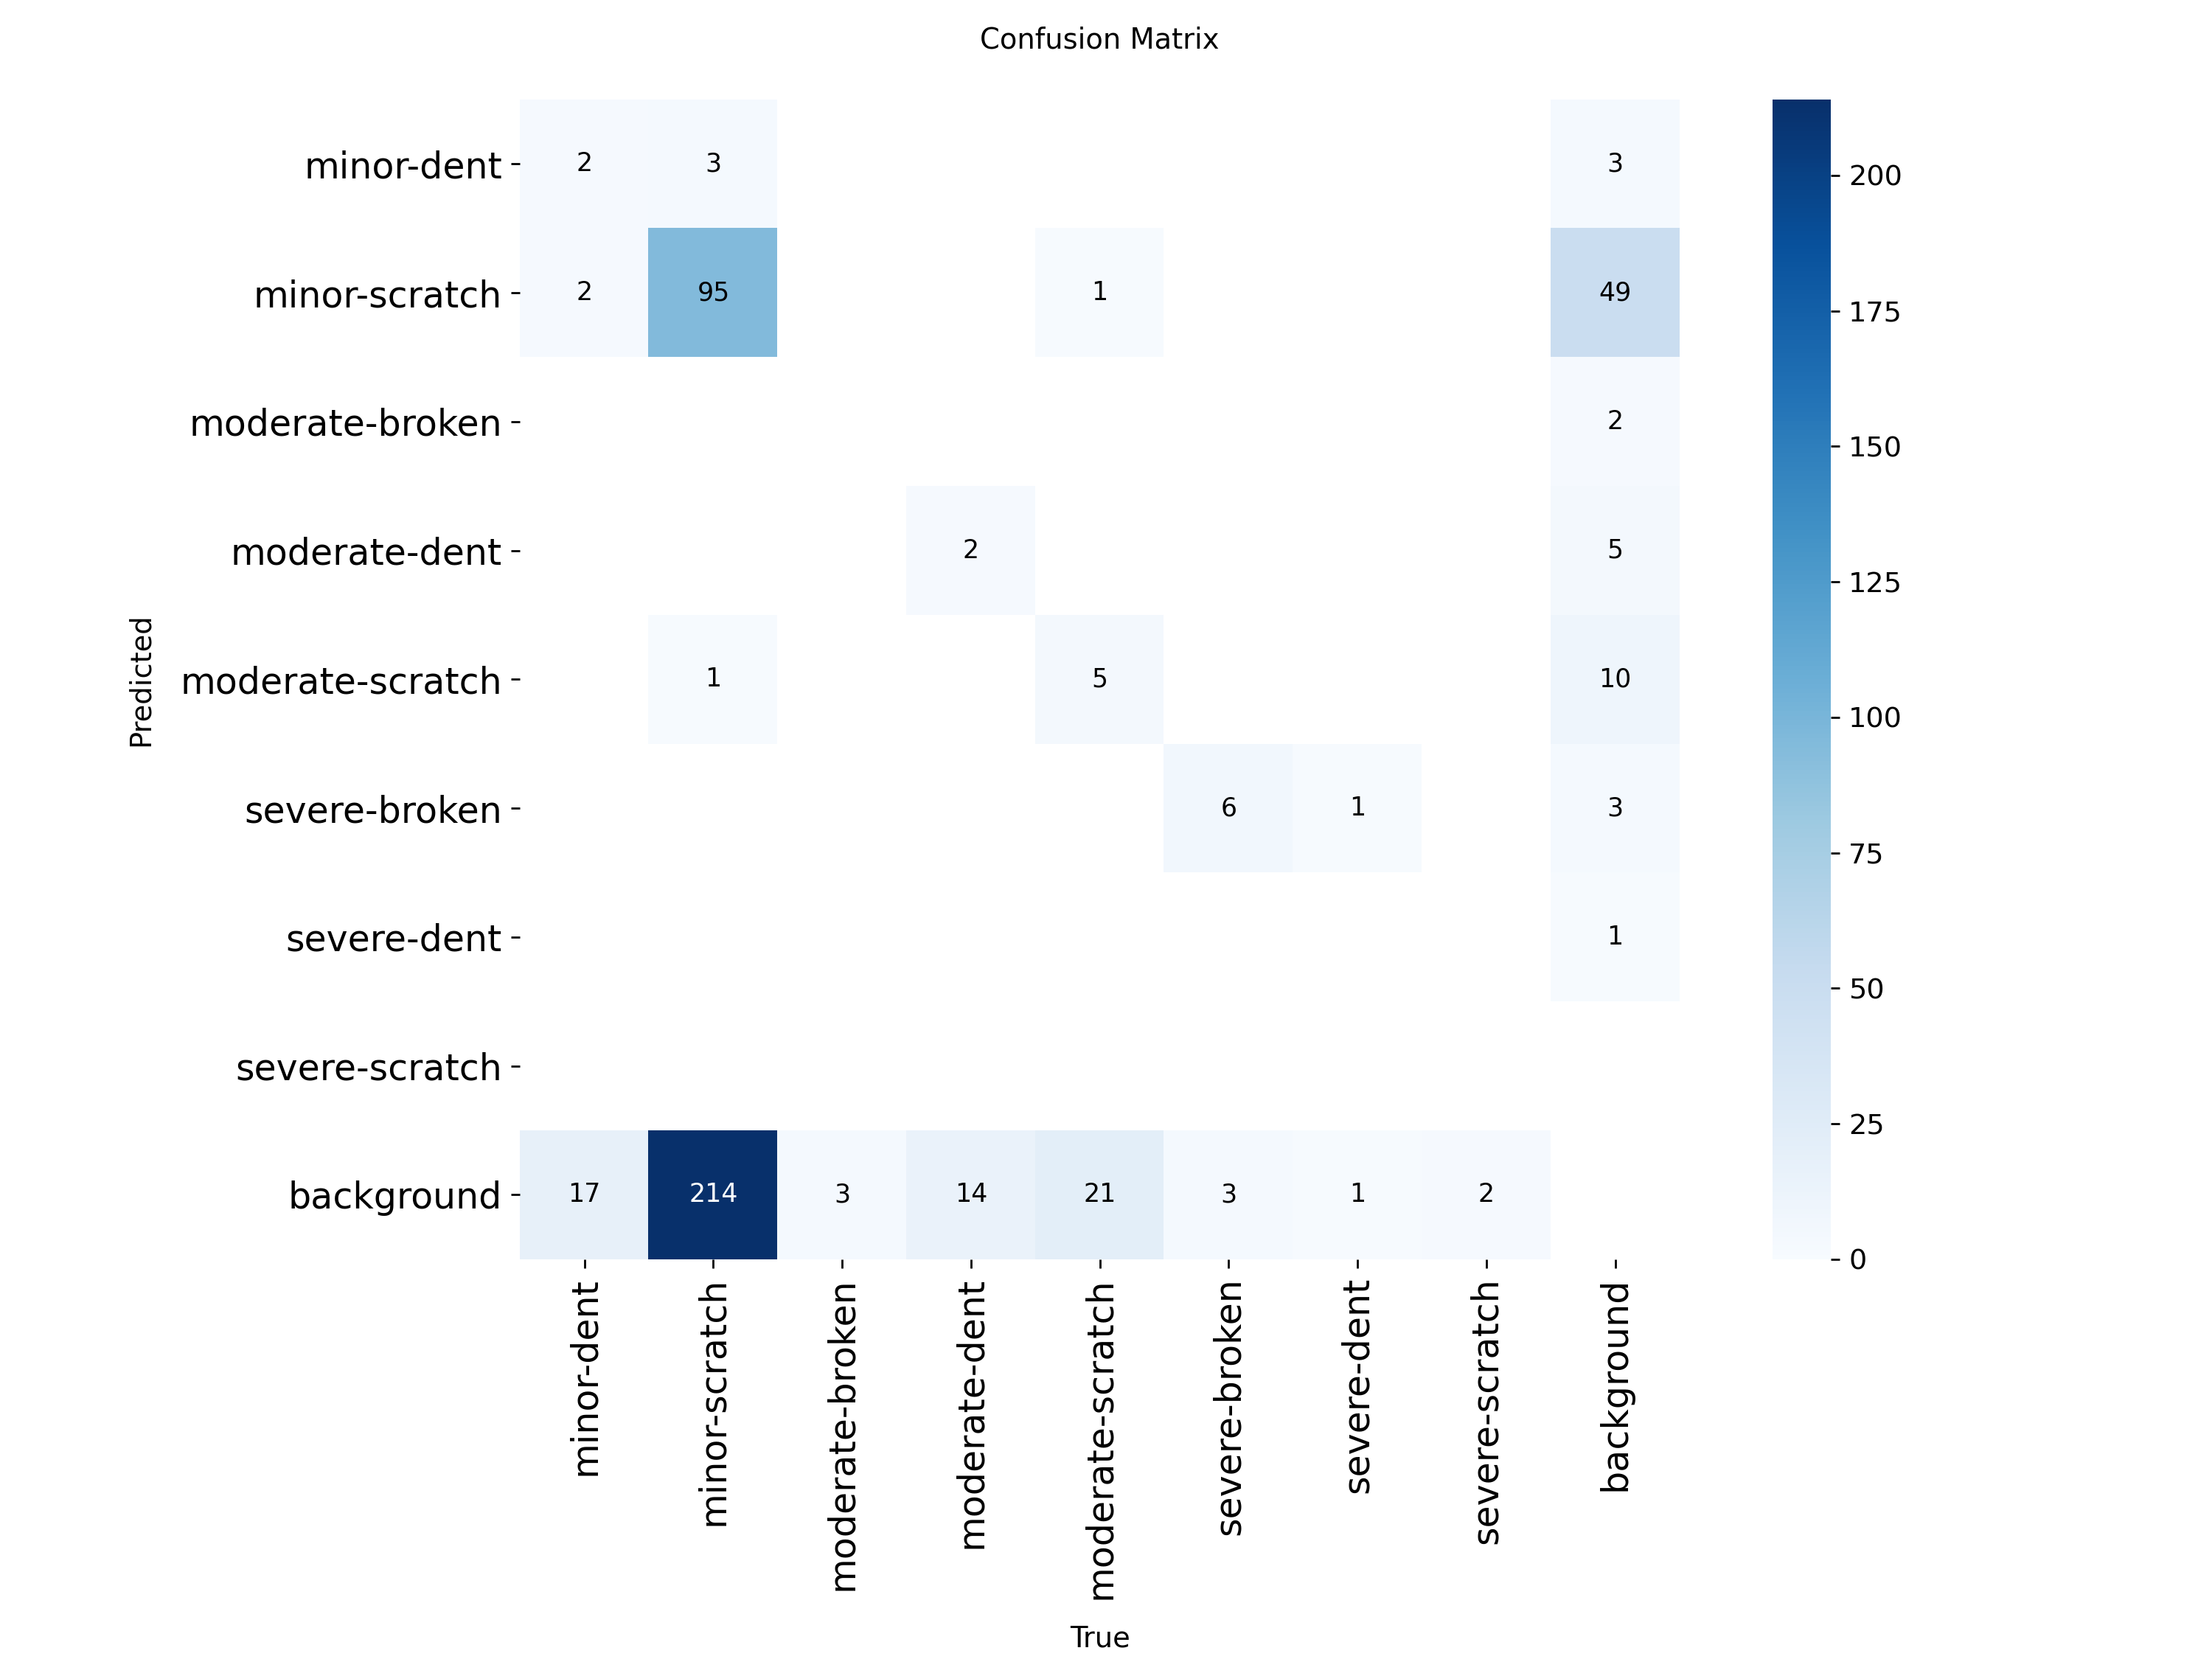 Confusion Matrix
minor-dent 2 3 3
minor-scratch 2 95 1 49
moderate-broken 2
moderate-dent 2 5
moderate-scratch 1 5 10
severe-broken 6 1 3
severe-dent 1
severe-scratch
background 17 214 3 14 21 3 1 2
Predicted
minor-dent
minor-scratch
moderate-broken
moderate-dent
moderate-scratch
severe-broken
severe-dent
severe-scratch
background
True
200
175
150
125
100
75
50
25
0